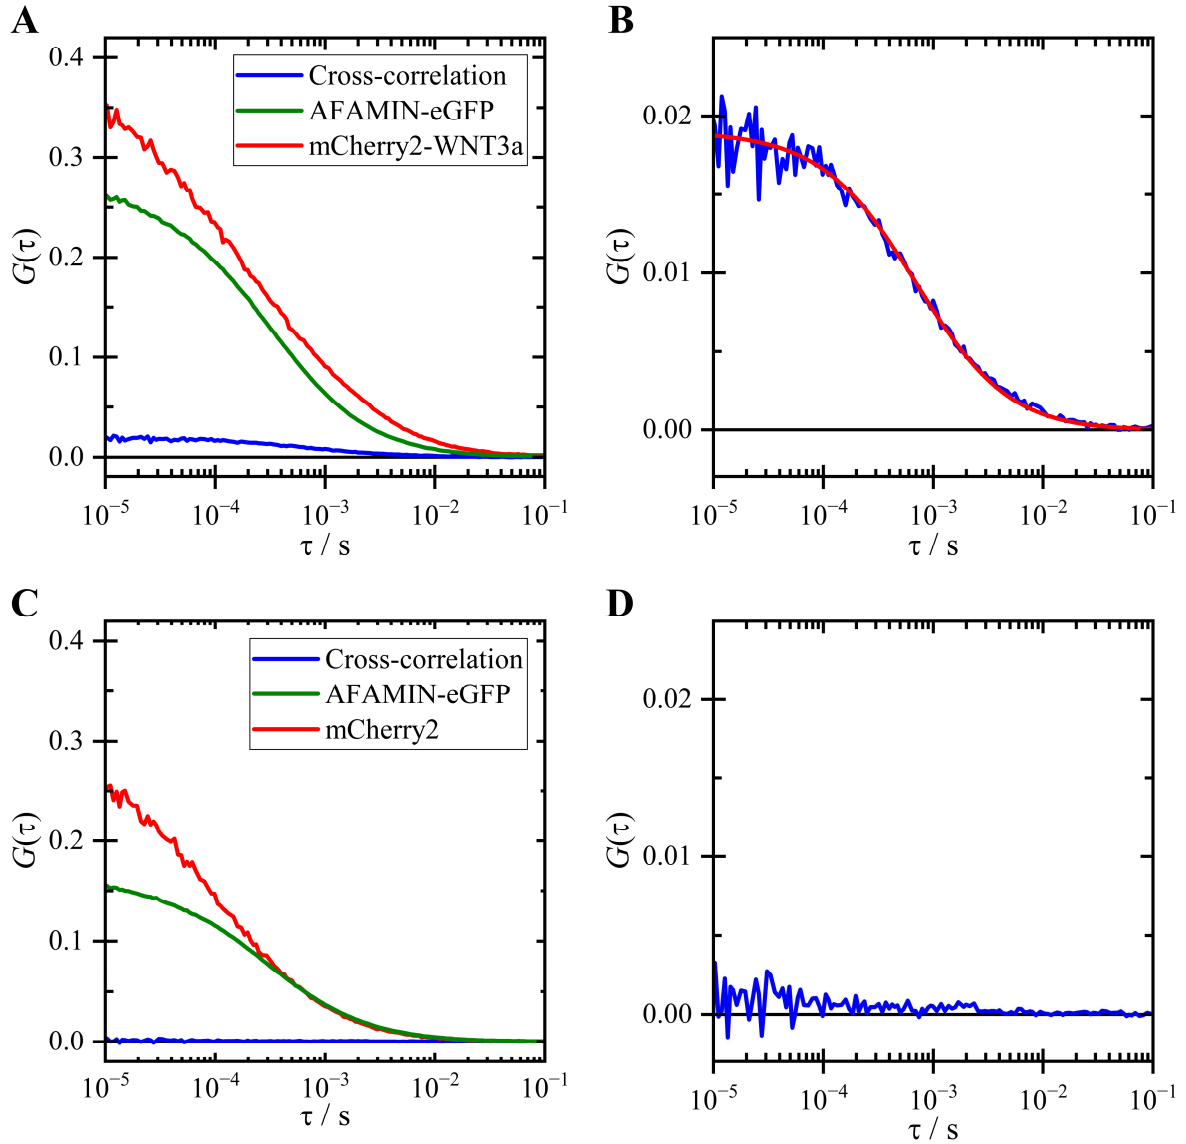 A
0.4
0.3
0.2
0.1
0.0
G(τ)
Cross-correlation
AFAMIN-eGFP
mCherry2-WNT3a
10⁻⁵ 10⁻⁴ 10⁻³ 10⁻² 10⁻¹
τ / s
B
0.02
0.01
0.00
G(τ)
10⁻⁵ 10⁻⁴ 10⁻³ 10⁻² 10⁻¹
τ / s
C
0.4
0.3
0.2
0.1
0.0
G(τ)
Cross-correlation
AFAMIN-eGFP
mCherry2
10⁻⁵ 10⁻⁴ 10⁻³ 10⁻² 10⁻¹
τ / s
D
0.02
0.01
0.00
G(τ)
10⁻⁵ 10⁻⁴ 10⁻³ 10⁻² 10⁻¹
τ / s